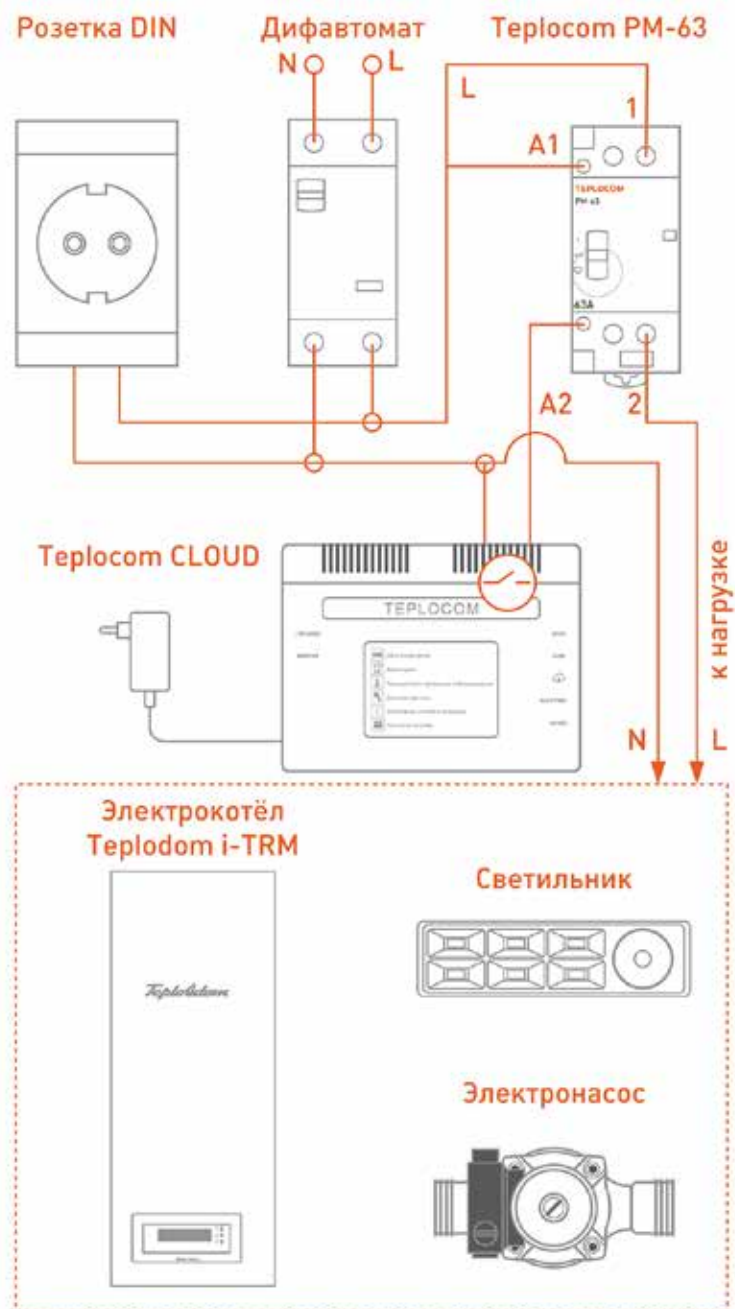 Розетка DIN
Дифавтомат
Teplocom PM-63
N
L
L
1
A1
TEPLOCOM
PM 63
63A
A2
2
Teplocom CLOUD
TEPLOCOM
к нагрузке
N
L
Электрокотёл
Teplodom i-TRM
Светильник
Teplodom
Электронасос